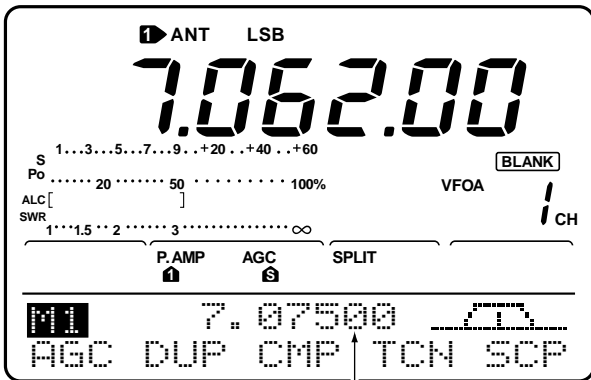 1 ANT LSB
7.062.00
1...3...5...7...9..+20..+40..+60
S
BLANK
Po ..... 20 ...... 50 .......... 100%
VFOA
1 CH
ALC [ ]
SWR
1...1.5..2.....3...........∞
P.AMP AGC SPLIT
1 S
M1 7.07500
AGC DUP CMP TCN SCP